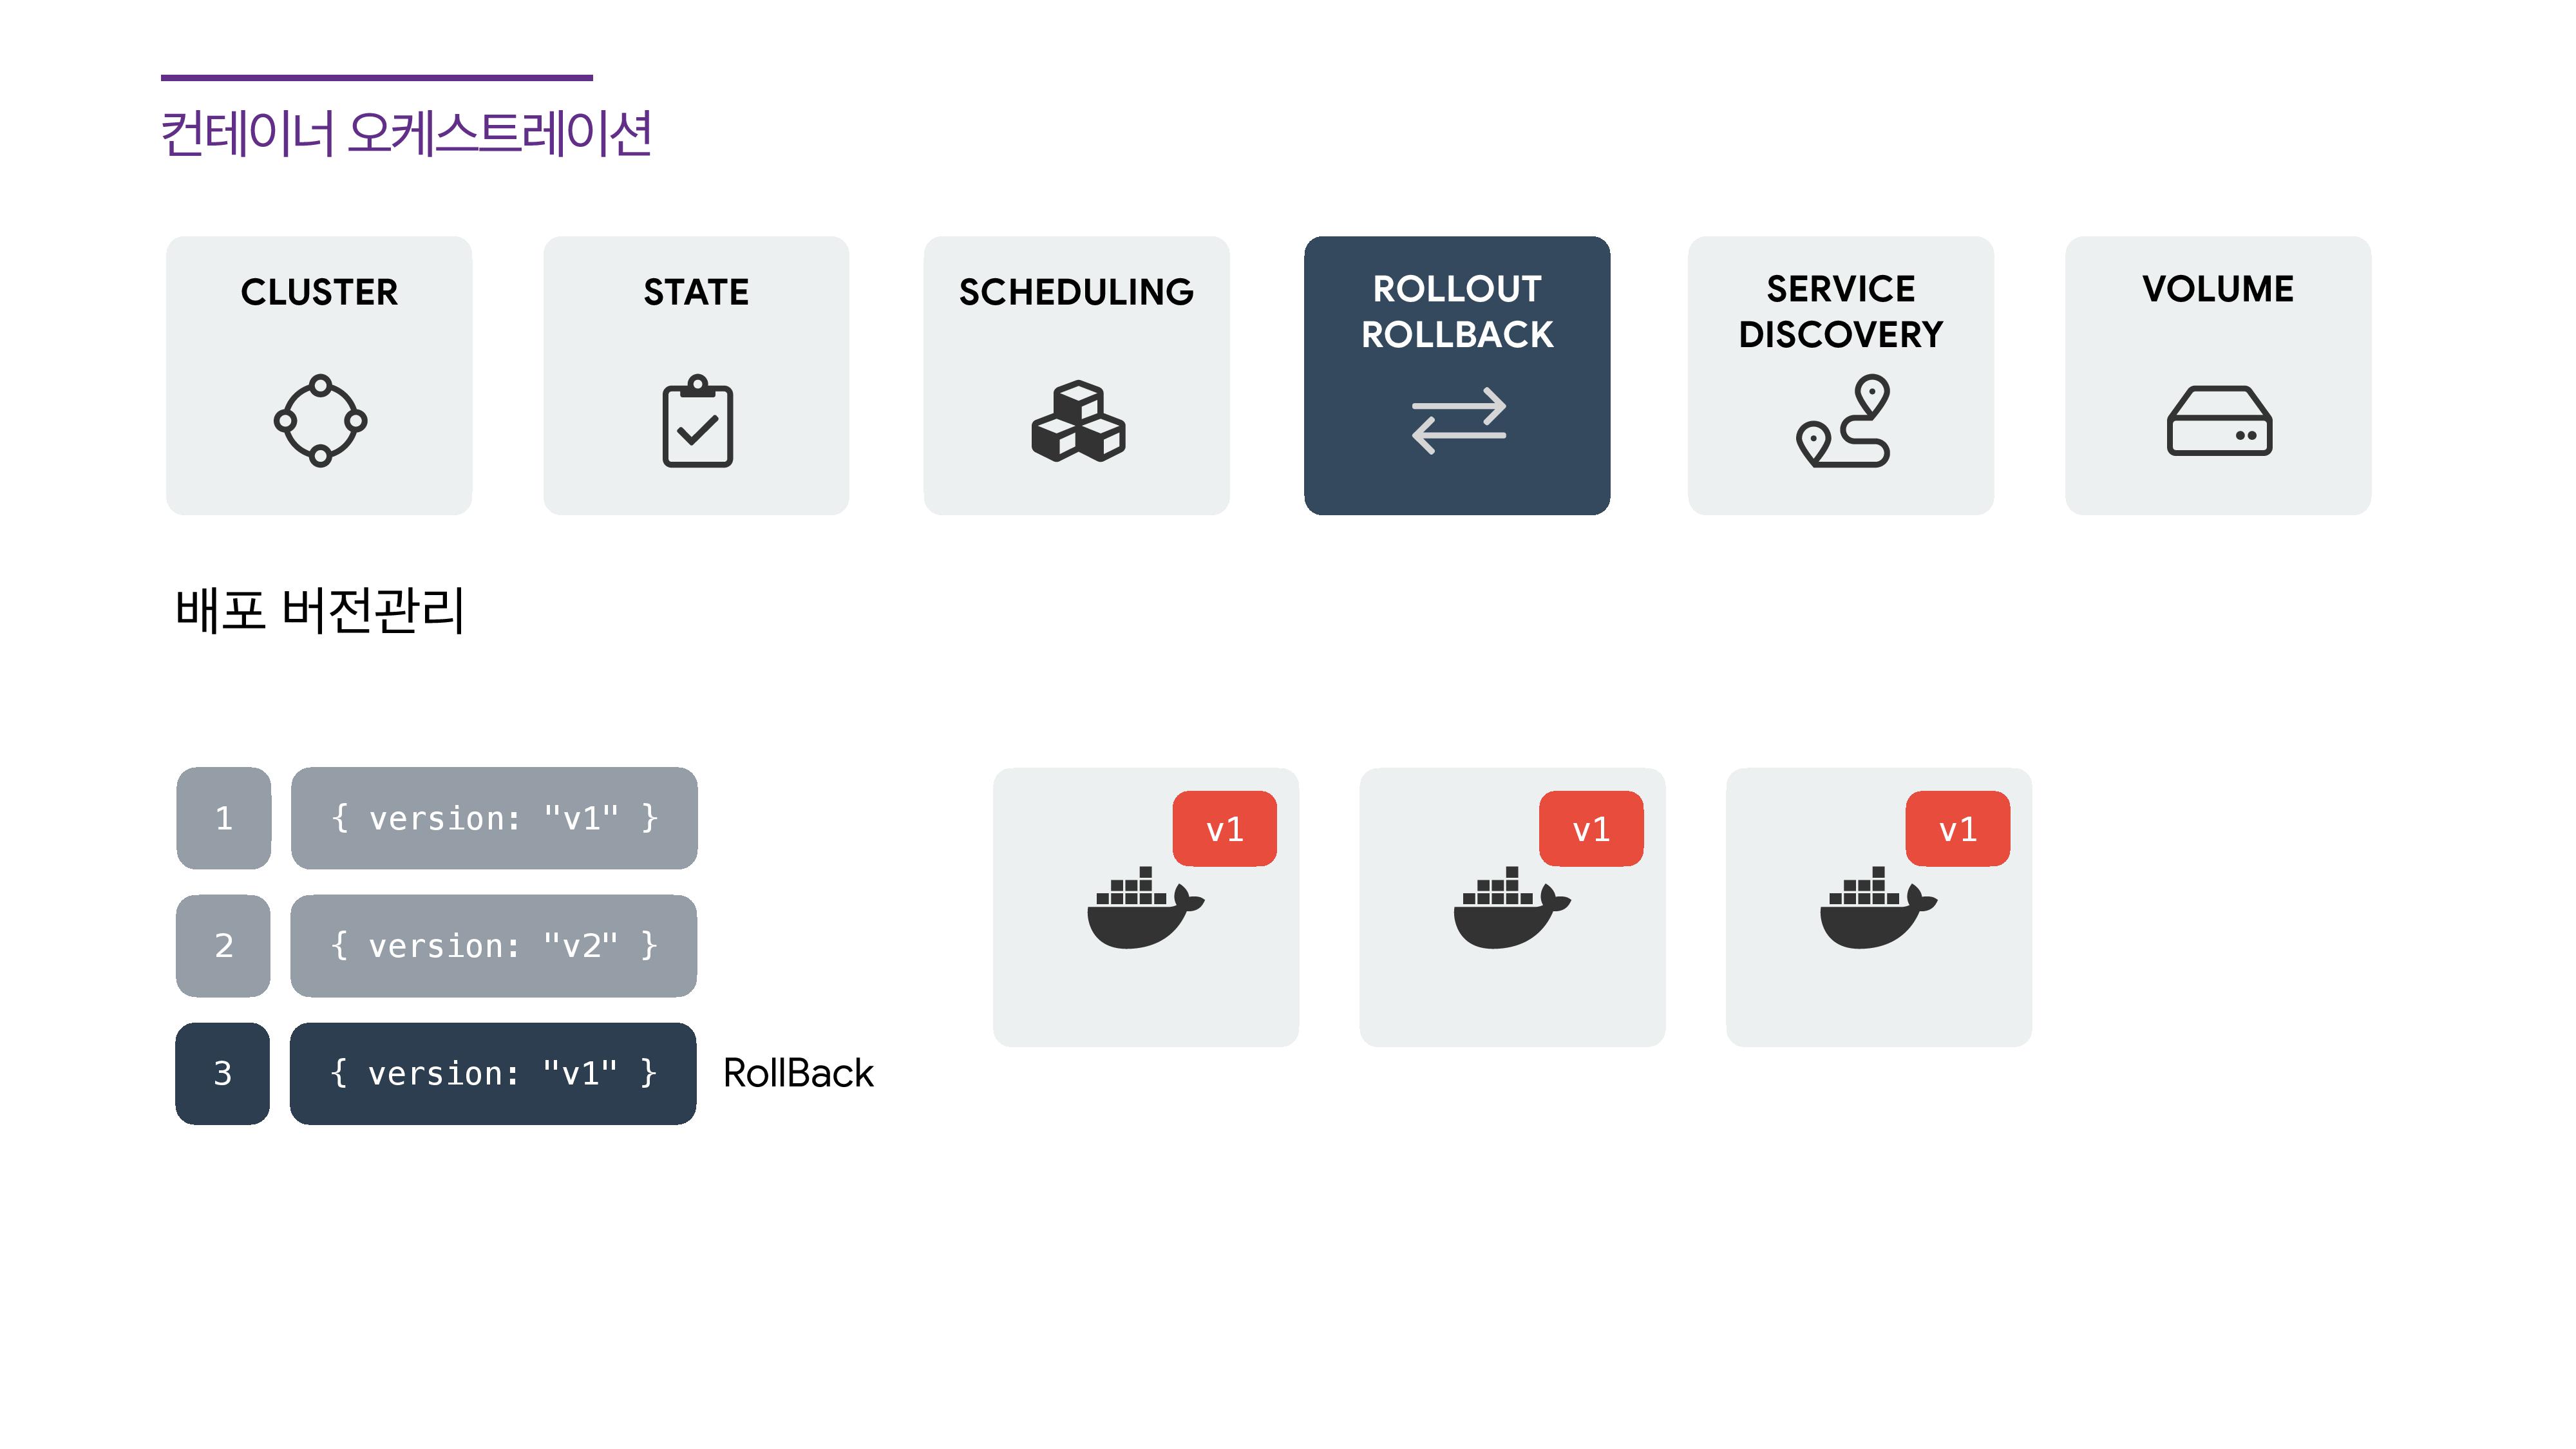 컨테이너 오케스트레이션
CLUSTER
STATE
SCHEDULING
ROLLOUT
ROLLBACK
SERVICE
DISCOVERY
VOLUME
배포 버전관리
1
{ version: "v1" }
2
{ version: "v2" }
3
{ version: "v1" }
RollBack
v1
v1
v1